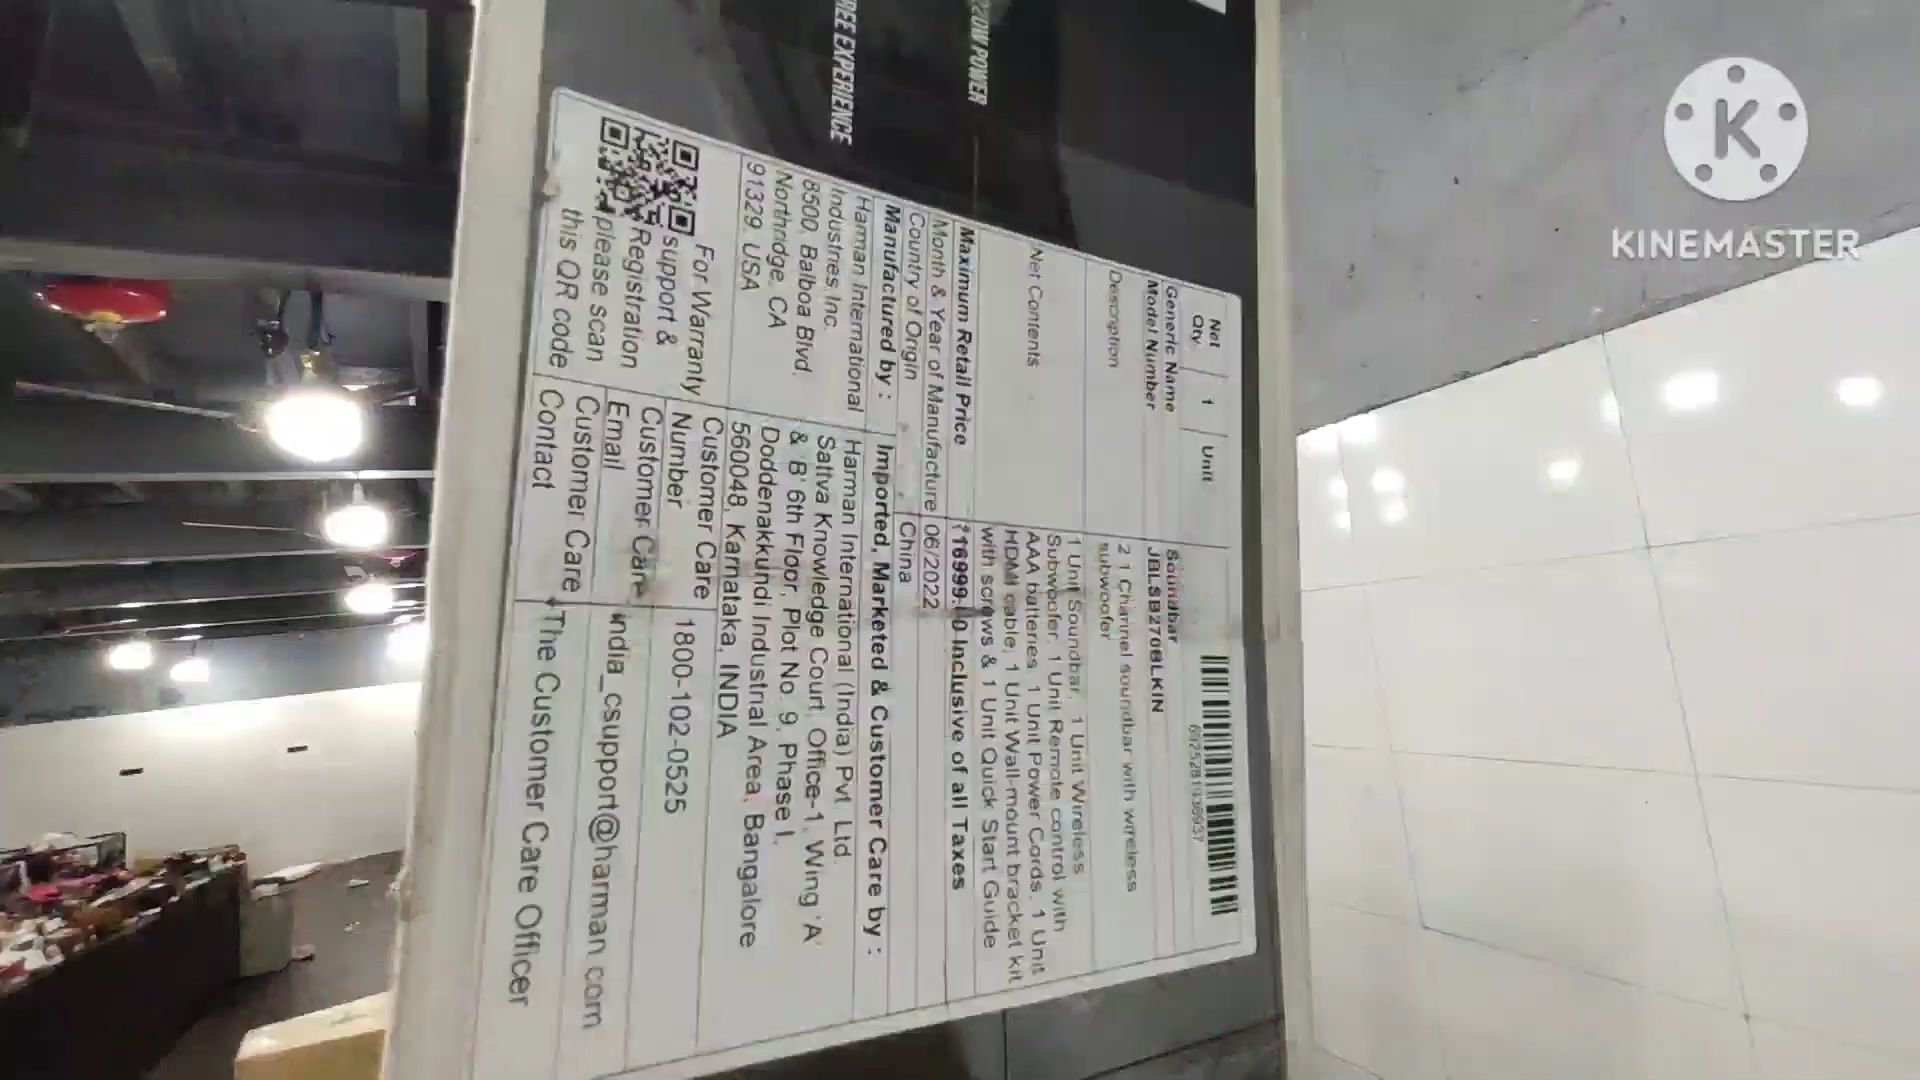 220W POWER
REE EXPERIENCE
KINEMASTER
Net Qty
1
Unit
Generic Name
Soundbar
Model Number
JBLSB270BLKIN
Description
2 1 Channel soundbar with wireless
subwoofer
Net Contents
1 Unit Soundbar, 1 Unit Wireless
Subwoofer, 1 Unit Remote control with
AAA batteries, 1 Unit Power Cords, 1 Unit
HDMI cable, 1 Unit Wall-mount bracket kit
with screws & 1 Unit Quick Start Guide
Maximum Retail Price
₹16999.00 Inclusive of all Taxes
Month & Year of Manufacture
06/2022
Country of Origin
China
Manufactured by :
Harman International
Industries Inc.
8500, Balboa Blvd,
Northridge, CA
91329, USA
Imported, Marketed & Customer Care by :
Harman International (India) Pvt. Ltd.
Sattva Knowledge Court, Office-1, Wing 'A'
& 'B' 6th Floor, Plot No. 9, Phase I,
Doddenakkundi Industrial Area, Bangalore
560048, Karnataka, INDIA
For Warranty
support &
Registration
please scan
this QR code
Customer Care
Number
1800-102-0525
Customer Care
Email
india_csupport@harman.com
Customer Care
Contact
The Customer Care Officer